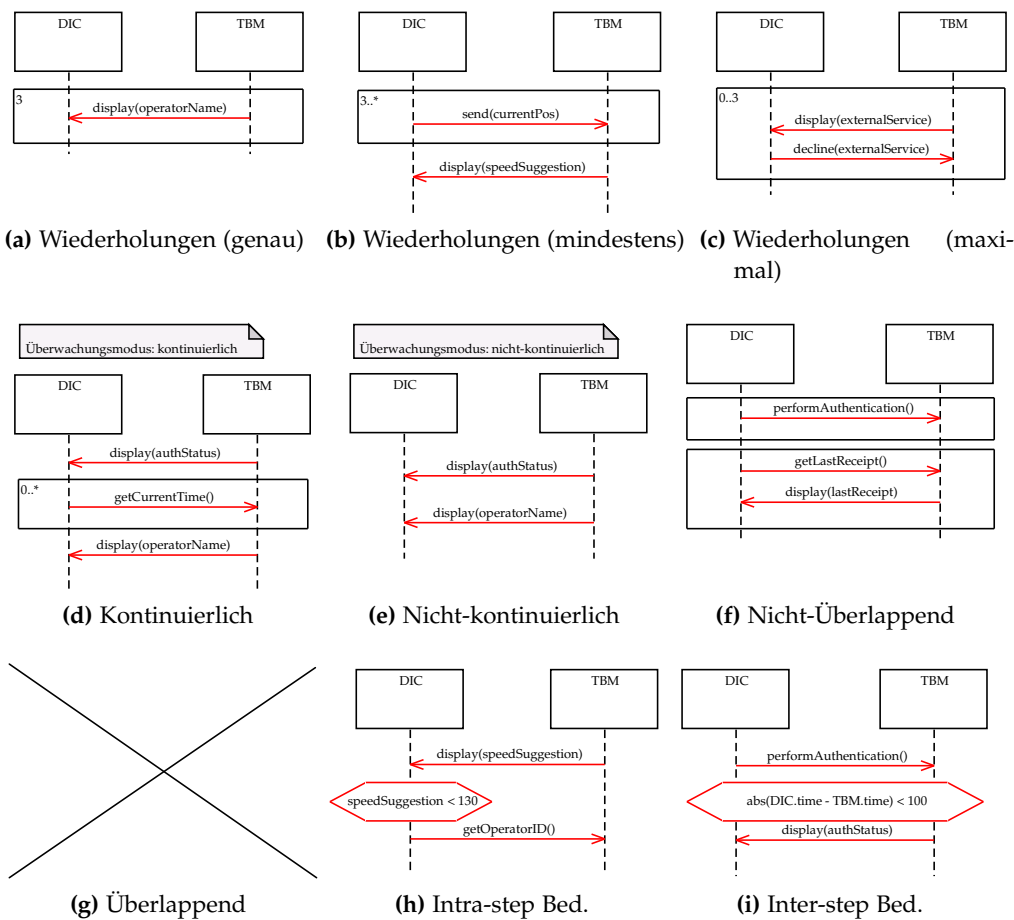 DIC TBM
3
display(operatorName)
(a) Wiederholungen (genau)
DIC TBM
3..*
send(currentPos)
display(speedSuggestion)
(b) Wiederholungen (mindestens)
DIC TBM
0..3
display(externalService)
decline(externalService)
(c) Wiederholungen (maxi-
mal)
Überwachungsmodus: kontinuierlich
DIC TBM
display(authStatus)
0..*
getCurrentTime()
display(operatorName)
(d) Kontinuierlich
Überwachungsmodus: nicht-kontinuierlich
DIC TBM
display(authStatus)
display(operatorName)
(e) Nicht-kontinuierlich
DIC TBM
performAuthentication()
getLastReceipt()
display(lastReceipt)
(f) Nicht-Überlappend
(g) Überlappend
DIC TBM
display(speedSuggestion)
speedSuggestion < 130
getOperatorID()
(h) Intra-step Bed.
DIC TBM
performAuthentication()
abs(DIC.time - TBM.time) < 100
display(authStatus)
(i) Inter-step Bed.